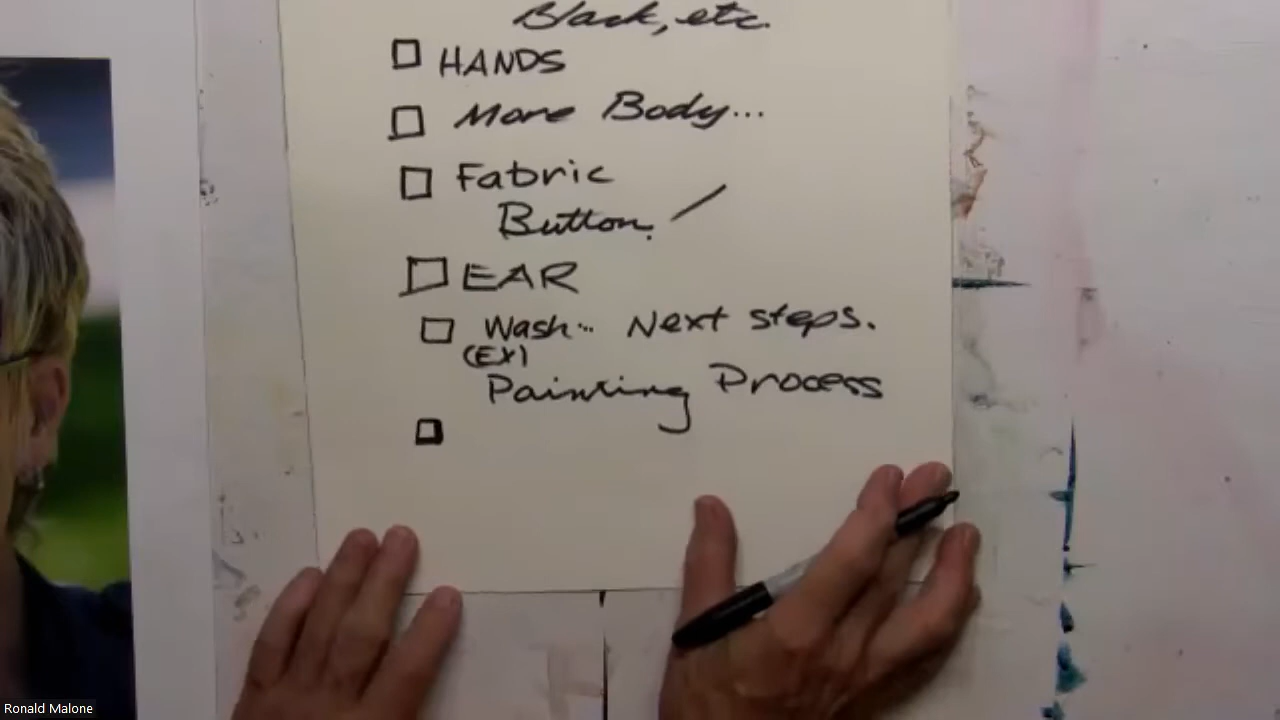 Black, etc.
HANDS
More Body...
Fabric
Button.
EAR
Wash... Next steps.
(EX)
Painting Process
Ronald Malone